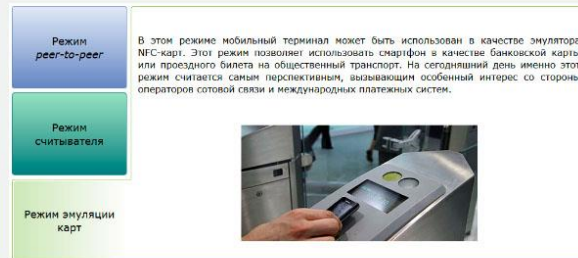 Режим
peer-to-peer
Режим
считывателя
Режим эмуляции
карт
В этом режиме мобильный терминал может быть использован в качестве эмулятора
NFC-карт. Этот режим позволяет использовать смартфон в качестве банковской карты
или проездного билета на общественный транспорт. На сегодняшний день именно этот
режим считается самым перспективным, вызывающим особенный интерес со стороны
операторов сотовой связи и международных платежных систем.